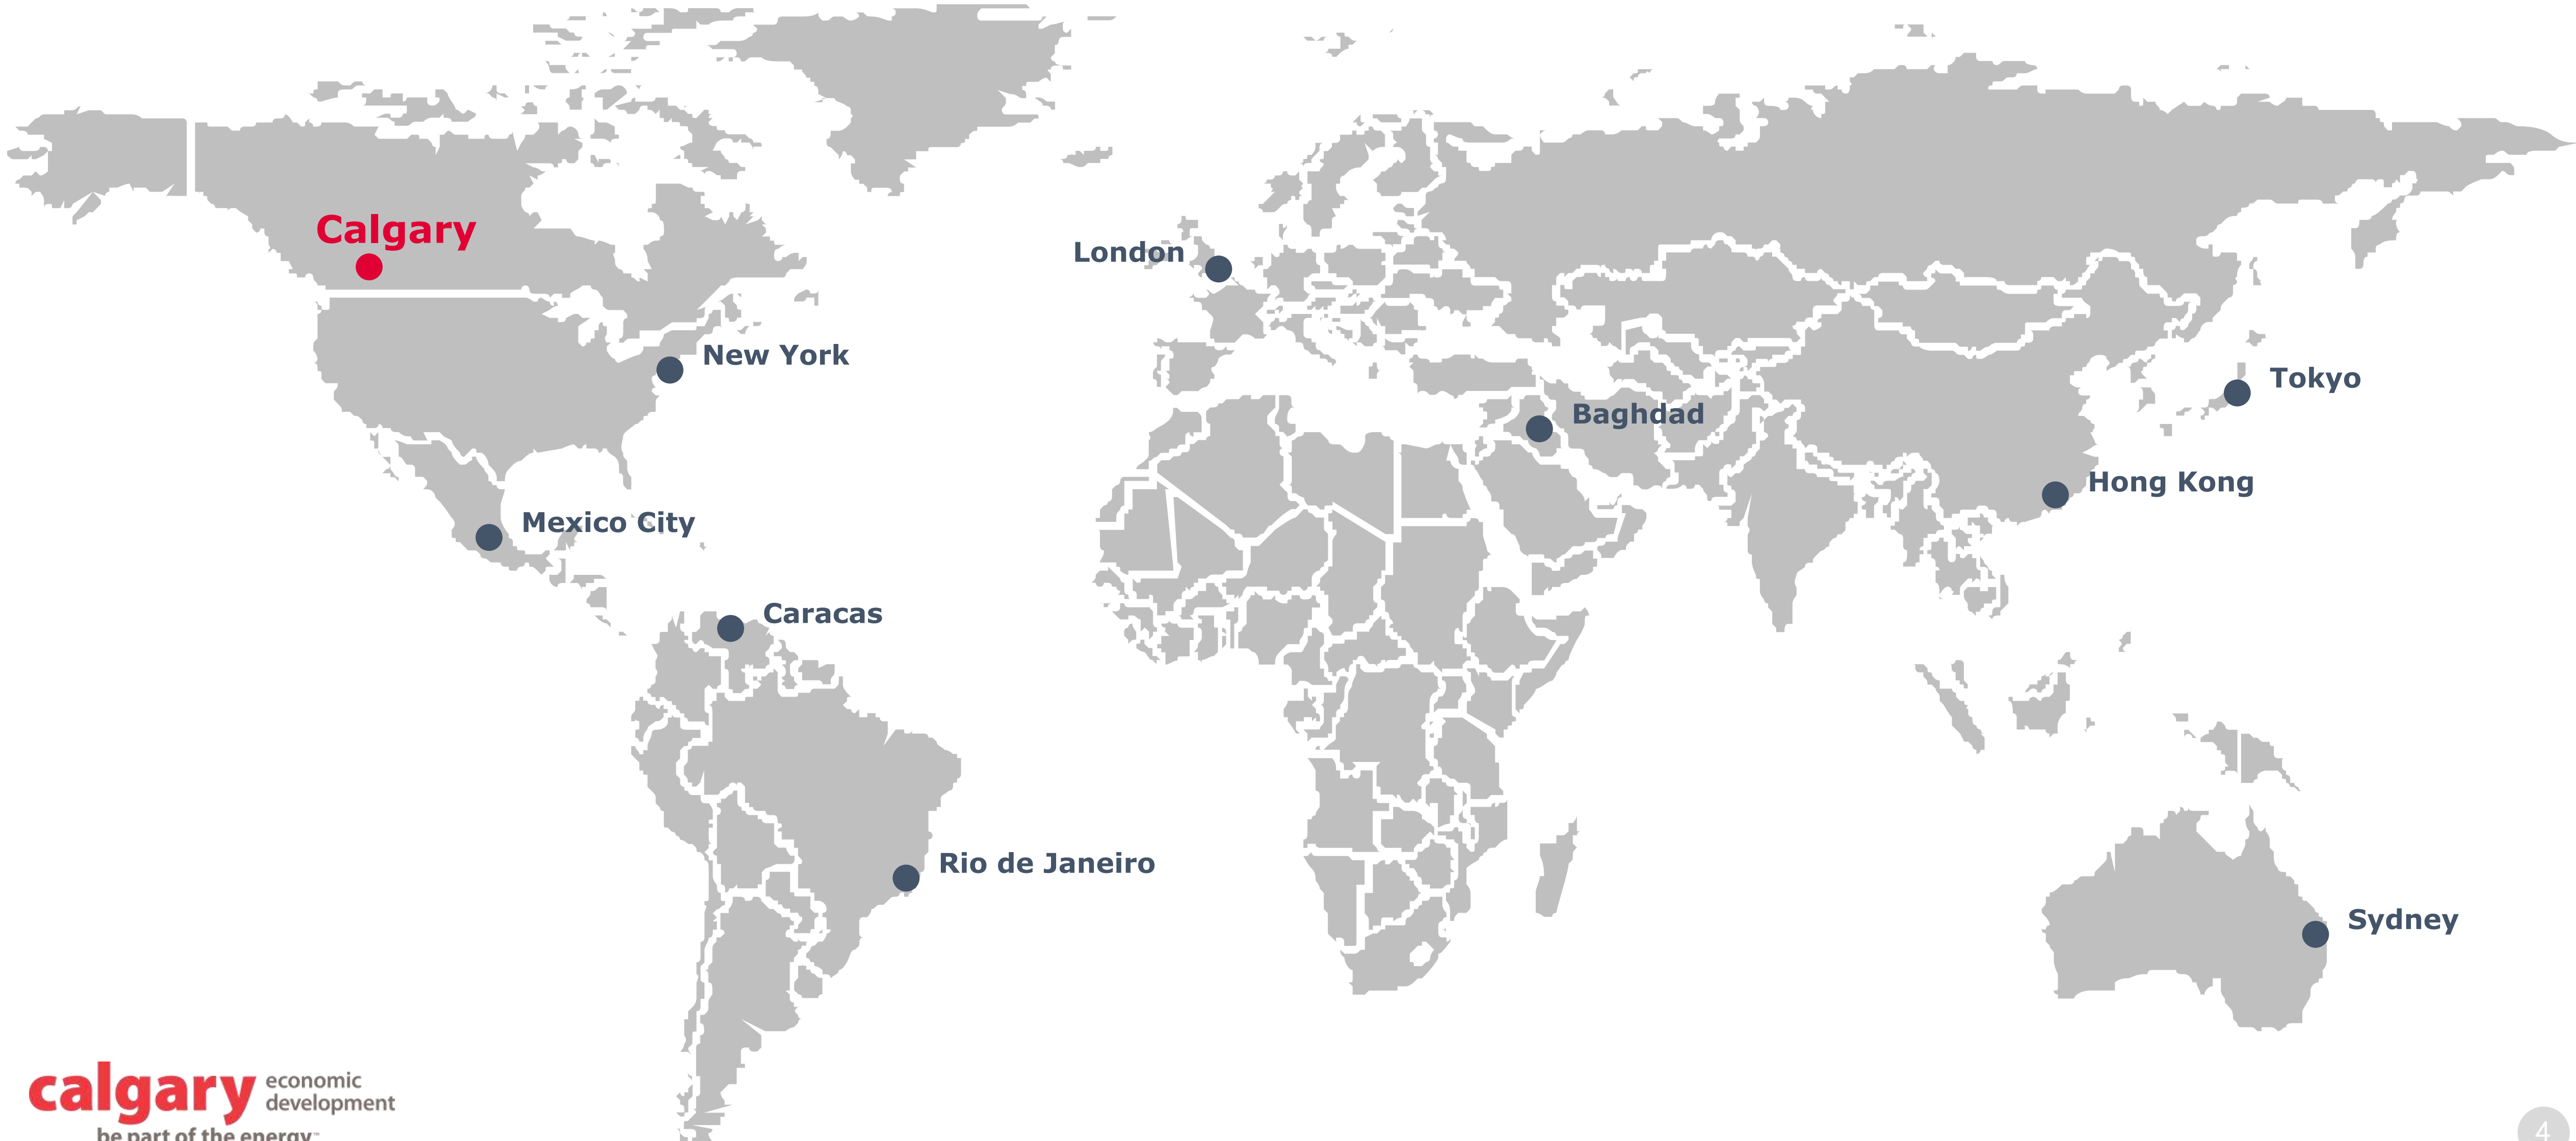 Calgary
London
New York
Tokyo
Baghdad
Hong Kong
Mexico City
Caracas
Rio de Janeiro
Sydney
calgary economic
development
be part of the energy™
4